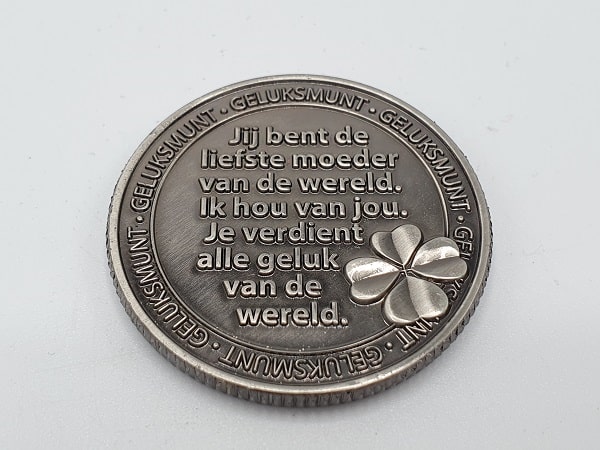 Jij bent de
liefste moeder
van de wereld.
Ik hou van jou.
Je verdient
alle geluk
van de
wereld.
GELUKSMUNT · GELUKSMUNT · GELUKSMUNT · GELUKSMUNT · GELUKSMUNT · GELUKSMUNT ·